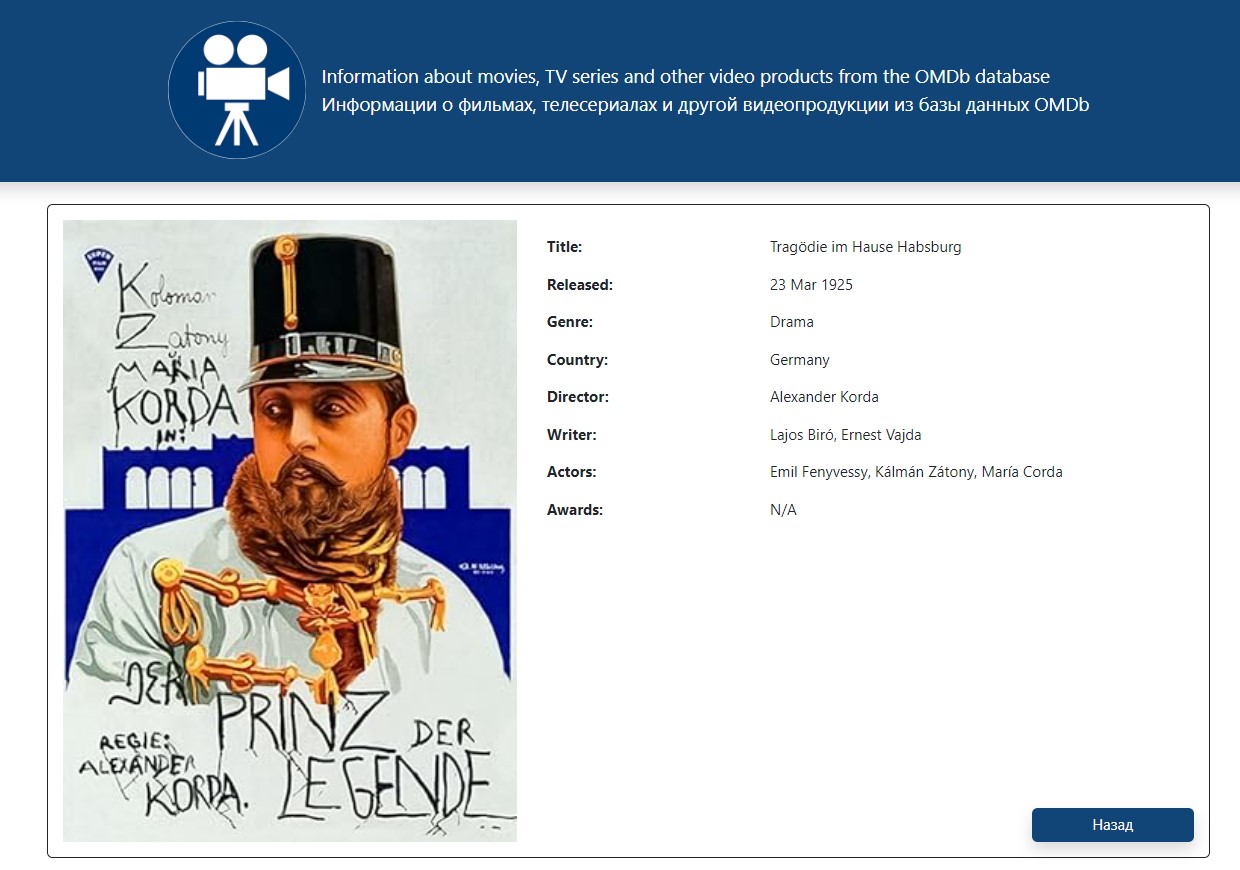 Information about movies, TV series and other video products from the OMDb database
Информации о фильмах, телесериалах и другой видеопродукции из базы данных OMDb
SUPER
FILM
Koloman
Zatony
MARIA
KORDA
IN:
DER
PRINZ
DER
LEGENDE
REGIE:
ALEXANDER
KORDA.
Title: Tragödie im Hause Habsburg
Released: 23 Mar 1925
Genre: Drama
Country: Germany
Director: Alexander Korda
Writer: Lajos Biró, Ernest Vajda
Actors: Emil Fenyvessy, Kálmán Zátony, María Corda
Awards: N/A
Назад